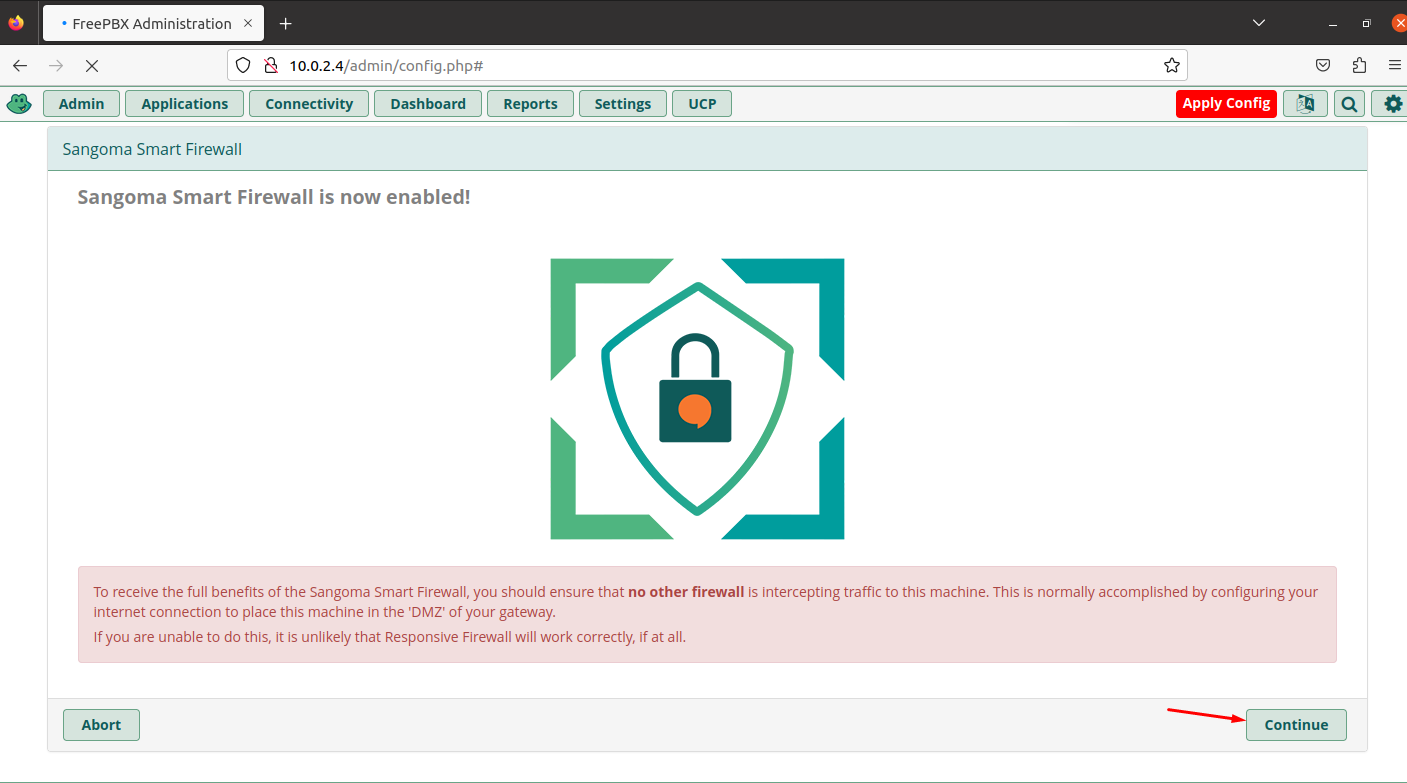 FreePBX Administration
10.0.2.4/admin/config.php#
Admin
Applications
Connectivity
Dashboard
Reports
Settings
UCP
Apply Config
Sangoma Smart Firewall
Sangoma Smart Firewall is now enabled!
To receive the full benefits of the Sangoma Smart Firewall, you should ensure that no other firewall is intercepting traffic to this machine. This is normally accomplished by configuring your
internet connection to place this machine in the 'DMZ' of your gateway.
If you are unable to do this, it is unlikely that Responsive Firewall will work correctly, if at all.
Abort
Continue